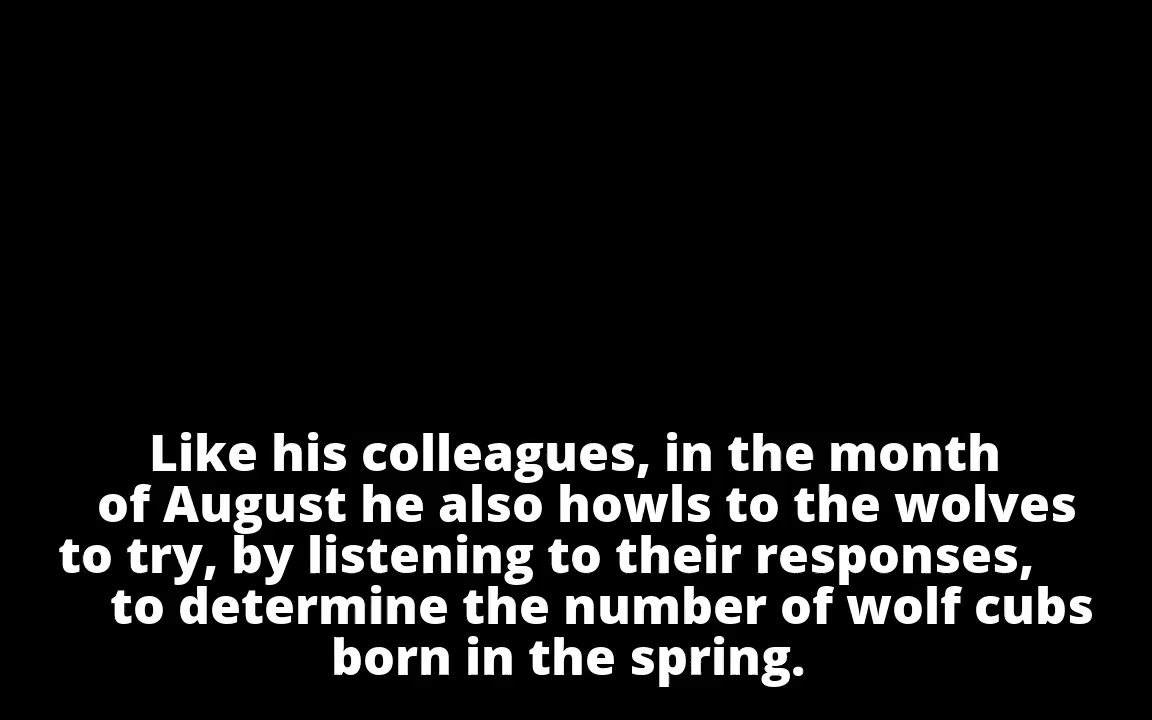 Like his colleagues, in the month
of August he also howls to the wolves
to try, by listening to their responses,
to determine the number of wolf cubs
born in the spring.